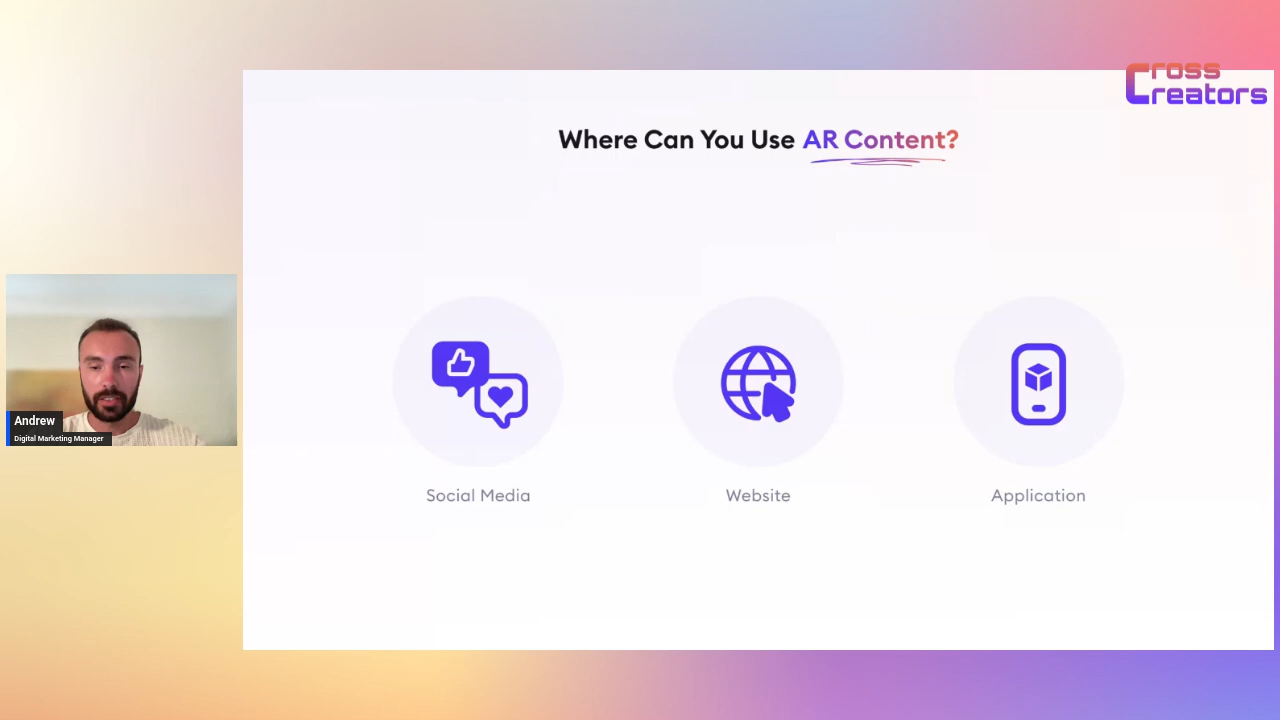 Cross
Creators
Where Can You Use AR Content?
Andrew
Digital Marketing Manager
Social Media
Website
Application